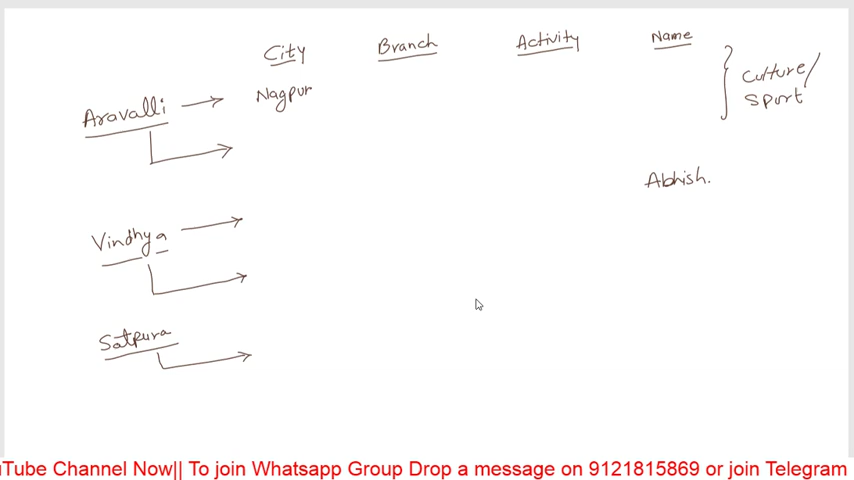 City Branch Activity Name
Culture/
Sport
Nagpur
Aravalli
Abhish.
Vindhya
Satpura
uTube Channel Now|| To join Whatsapp Group Drop a message on 9121815869 or join Telegram